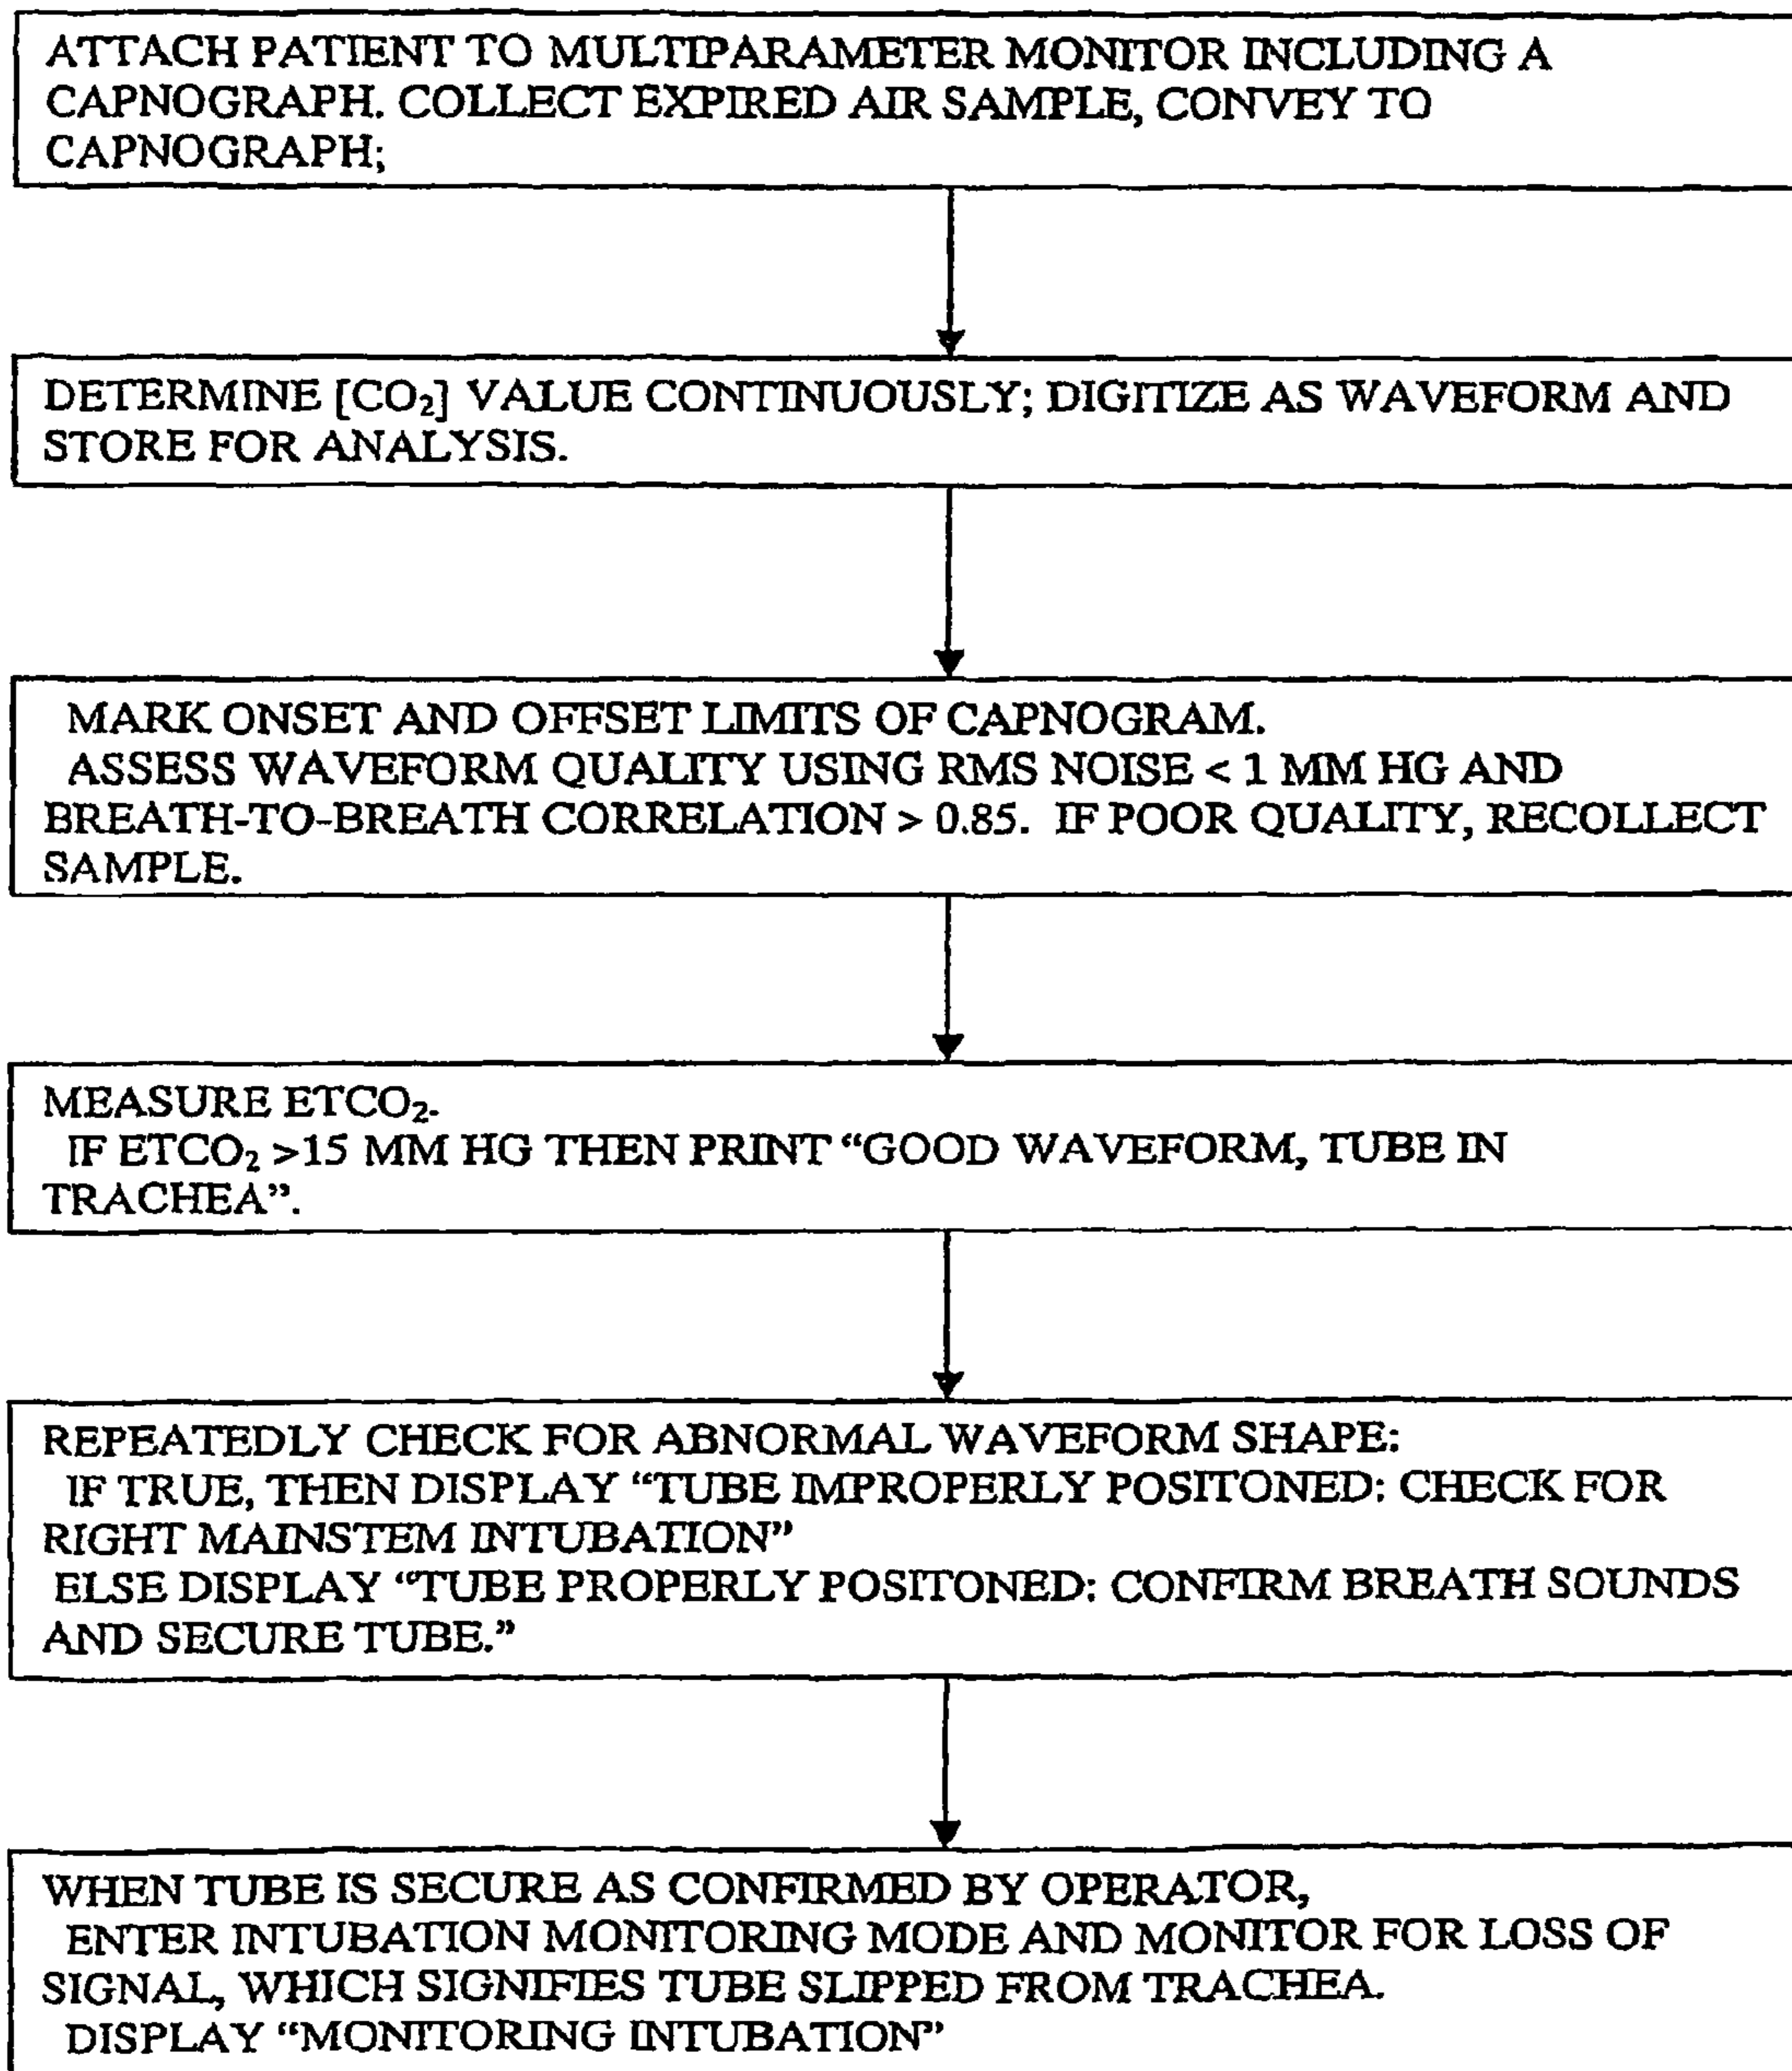 ATTACH PATIENT TO MULTIPARAMETER MONITOR INCLUDING A
CAPNOGRAPH. COLLECT EXPIRED AIR SAMPLE, CONVEY TO
CAPNOGRAPH;
DETERMINE [CO₂] VALUE CONTINUOUSLY; DIGITIZE AS WAVEFORM AND
STORE FOR ANALYSIS.
MARK ONSET AND OFFSET LIMITS OF CAPNOGRAM.
ASSESS WAVEFORM QUALITY USING RMS NOISE < 1 MM HG AND
BREATH-TO-BREATH CORRELATION > 0.85. IF POOR QUALITY, RECOLLECT
SAMPLE.
MEASURE ETCO₂.
IF ETCO₂ >15 MM HG THEN PRINT “GOOD WAVEFORM, TUBE IN
TRACHEA”.
REPEATEDLY CHECK FOR ABNORMAL WAVEFORM SHAPE:
IF TRUE, THEN DISPLAY “TUBE IMPROPERLY POSITONED: CHECK FOR
RIGHT MAINSTEM INTUBATION”
ELSE DISPLAY “TUBE PROPERLY POSITONED: CONFIRM BREATH SOUNDS
AND SECURE TUBE.”
WHEN TUBE IS SECURE AS CONFIRMED BY OPERATOR,
ENTER INTUBATION MONITORING MODE AND MONITOR FOR LOSS OF
SIGNAL, WHICH SIGNIFIES TUBE SLIPPED FROM TRACHEA.
DISPLAY “MONITORING INTUBATION”